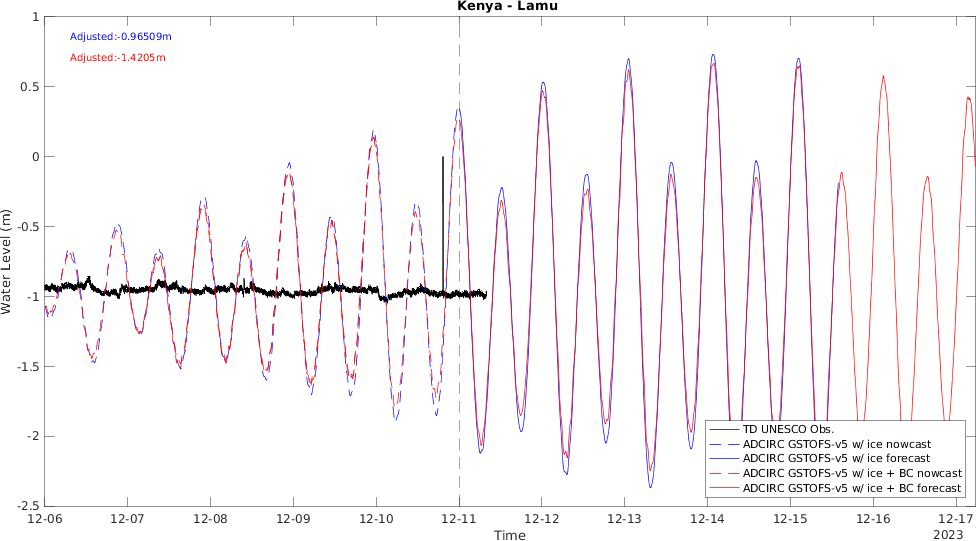 Kenya - Lamu
Adjusted:-0.96509m
Adjusted:-1.4205m
1
0.5
0
-0.5
-1
-1.5
-2
-2.5
Water Level (m)
12-06 12-07 12-08 12-09 12-10 12-11 12-12 12-13 12-14 12-15 12-16 12-17
Time
2023
TD UNESCO Obs.
ADCIRC GSTOFS-v5 w/ ice nowcast
ADCIRC GSTOFS-v5 w/ ice forecast
ADCIRC GSTOFS-v5 w/ ice + BC nowcast
ADCIRC GSTOFS-v5 w/ ice + BC forecast